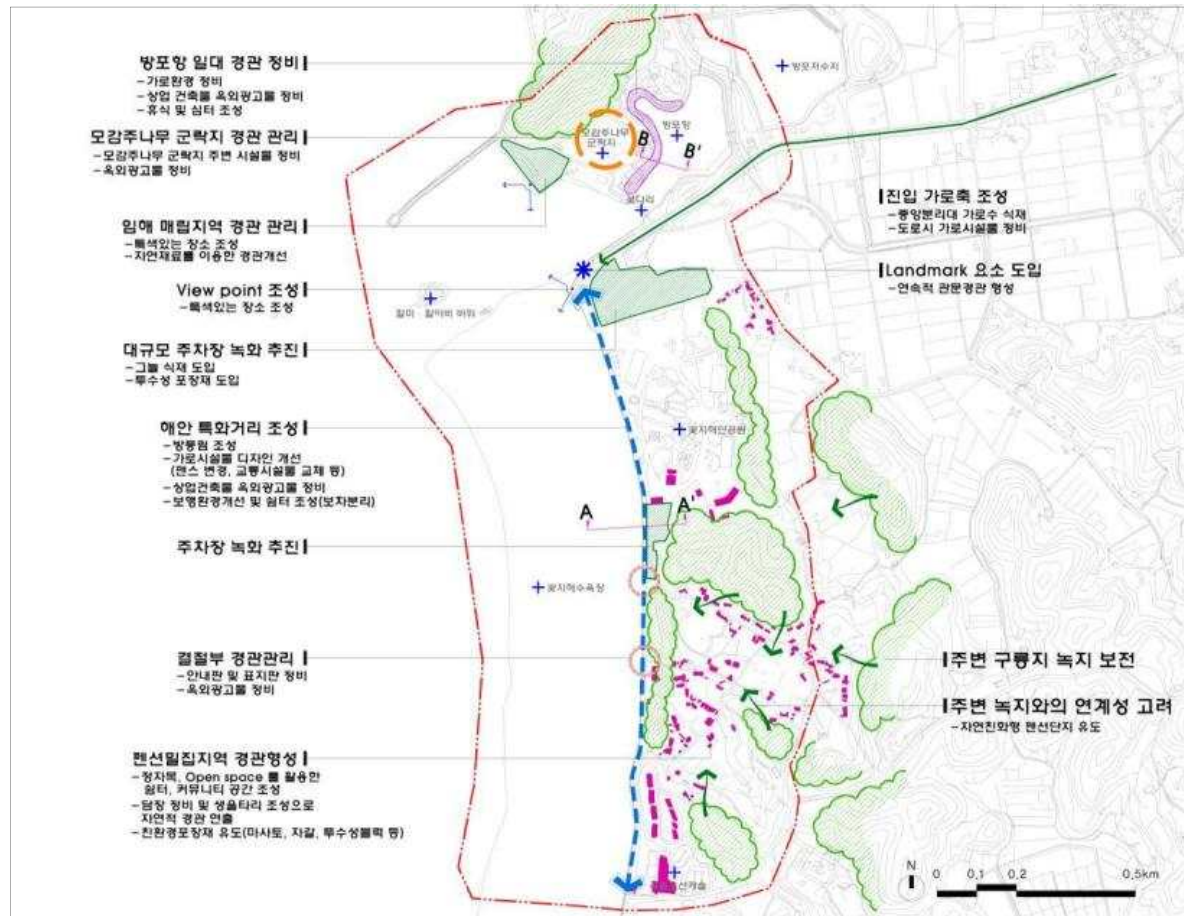 방포항 일대 경관 정비
-가로환경 정비
-상업 건축물 옥외광고물 정비
-휴식 및 쉼터 조성
모감주나무 군락지 경관 관리
-모감주나무 군락지 주변 시설물 정비
-옥외광고물 정비
임해 매립지역 경관 관리
-특색있는 장소 조성
-자연재료를 이용한 경관개선
View point 조성
-특색있는 장소 조성
대규모 주차장 녹화 추진
-그늘 식재 도입
-투수성 포장재 도입
해안 특화거리 조성
-방풍림 조성
-가로시설물 디자인 개선
(펜스 변경, 교통시설물 교체 등)
-상업건축물 옥외광고물 정비
-보행환경개선 및 쉼터 조성(보차분리)
주차장 녹화 추진
결절부 경관관리
-안내판 및 표지판 정비
-옥외광고물 정비
펜션밀집지역 경관형성
-정자목, Open space 를 활용한
쉼터, 커뮤니티 공간 조성
-담장 정비 및 생울타리 조성으로
자연적 경관 연출
-친환경포장재 유도(마사토, 자갈, 투수성블럭 등)
방포저수지
모감주나무
군락지
방포항
B
B'
꽃다리
할미 · 할아비 바위
꽃지해안공원
A
A'
꽃지해수욕장
진입 가로축 조성
-중앙분리대 가로수 식재
-도로시 가로시설물 정비
Landmark 요소 도입
-연속적 관문경관 형성
주변 구릉지 녹지 보전
주변 녹지와의 연계성 고려
-자연친화형 펜션단지 유도
N
0 0.1 0.2 0.5km